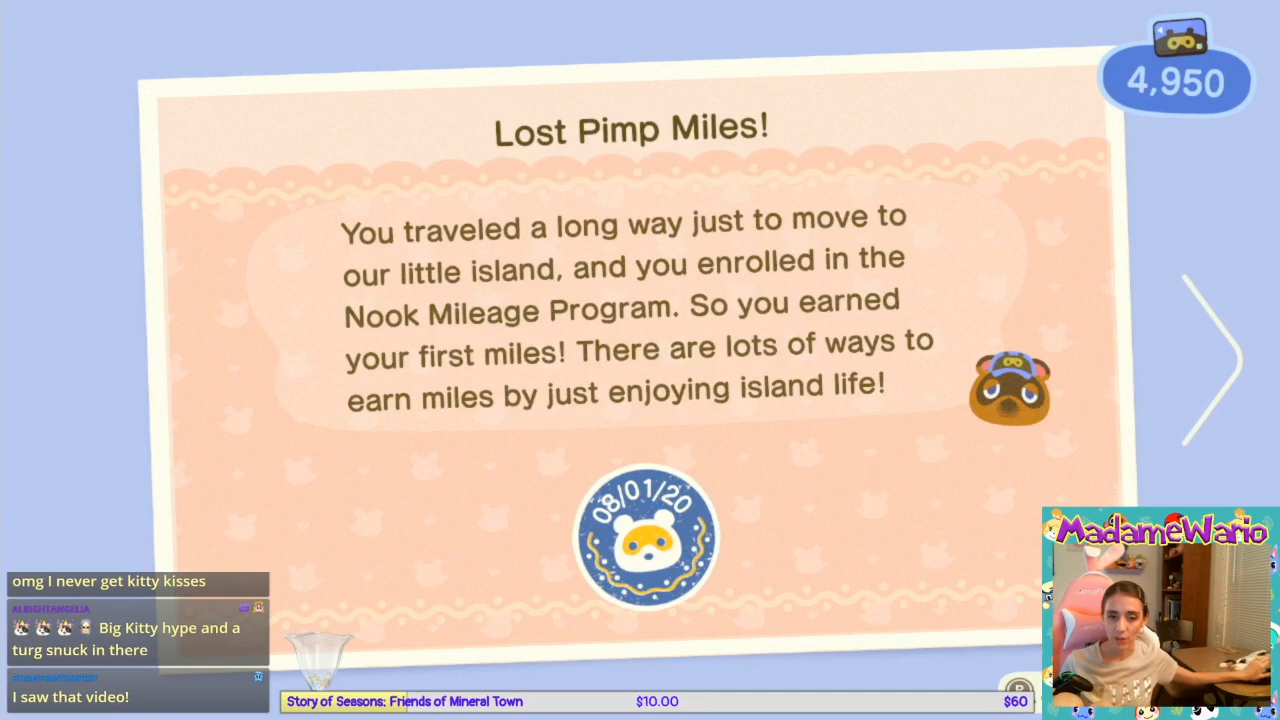 4,950
Lost Pimp Miles!
You traveled a long way just to move to
our little island, and you enrolled in the
Nook Mileage Program. So you earned
your first miles! There are lots of ways to
earn miles by just enjoying island life!
08/01/20
MadameWario
omg I never get kitty kisses
ALRIGHTANGELIA
Big Kitty hype and a
turg snuck in there
I saw that video!
Story of Seasons: Friends of Mineral Town $10.00 $60